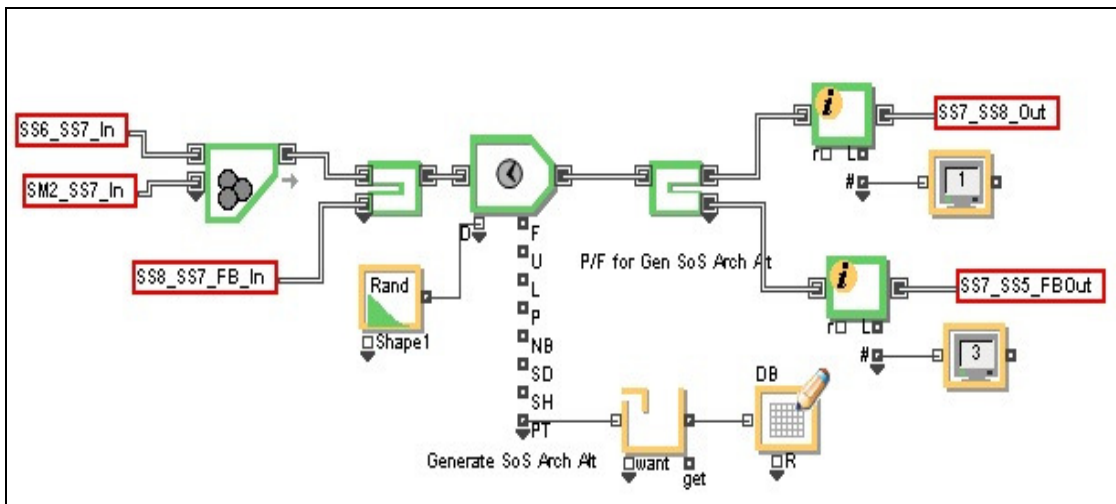 SS6_SS7_In
SM2_SS7_In
SS8_SS7_FB_In
Rand
Shape1
D
F
U
L
P
NB
SD
SH
PT
Generate SoS Arch Alt
want
get
DB
R
P/F for Gen SoS Arch At
i
r L
#
1
SS7_SS8_Out
i
r L
#
3
SS7_SS5_FBOut